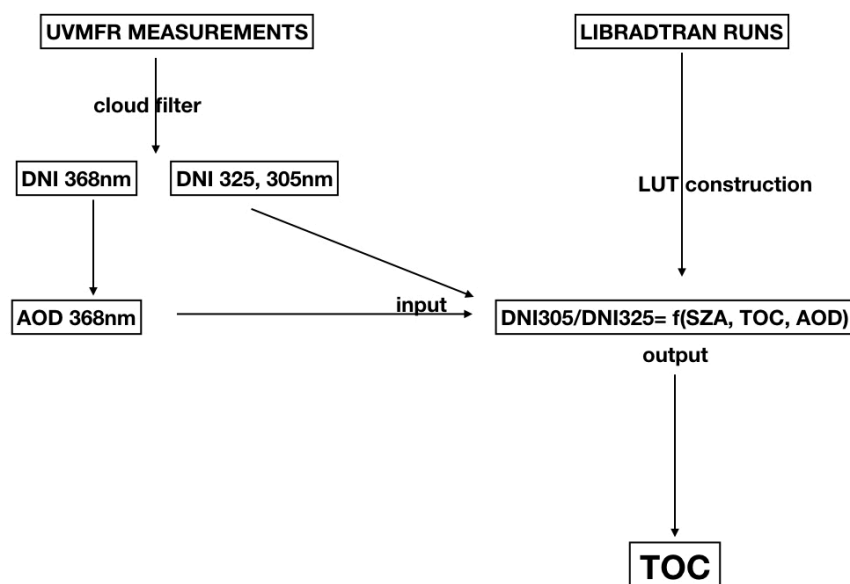 UVMFR MEASUREMENTS
LIBRADTRAN RUNS
cloud filter
DNI 368nm
DNI 325, 305nm
LUT construction
AOD 368nm
input
DNI305/DNI325= f(SZA, TOC, AOD)
output
TOC